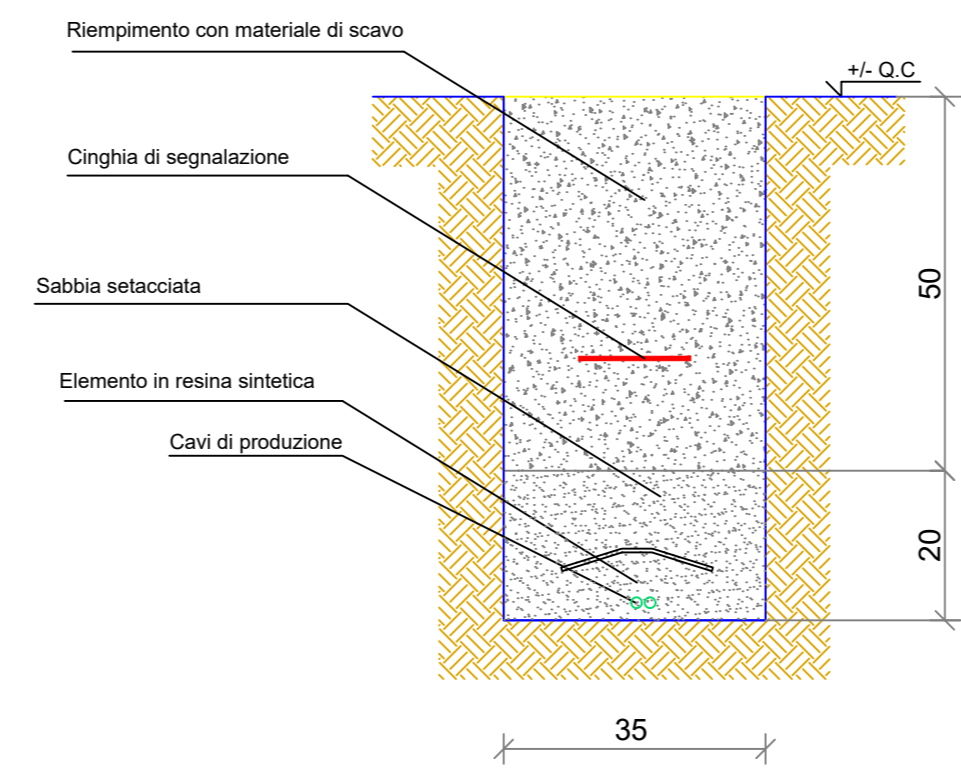 Riempimento con materiale di scavo
+/- Q.C
Cinghia di segnalazione
50
Sabbia setacciata
Elemento in resina sintetica
Cavi di produzione
20
35